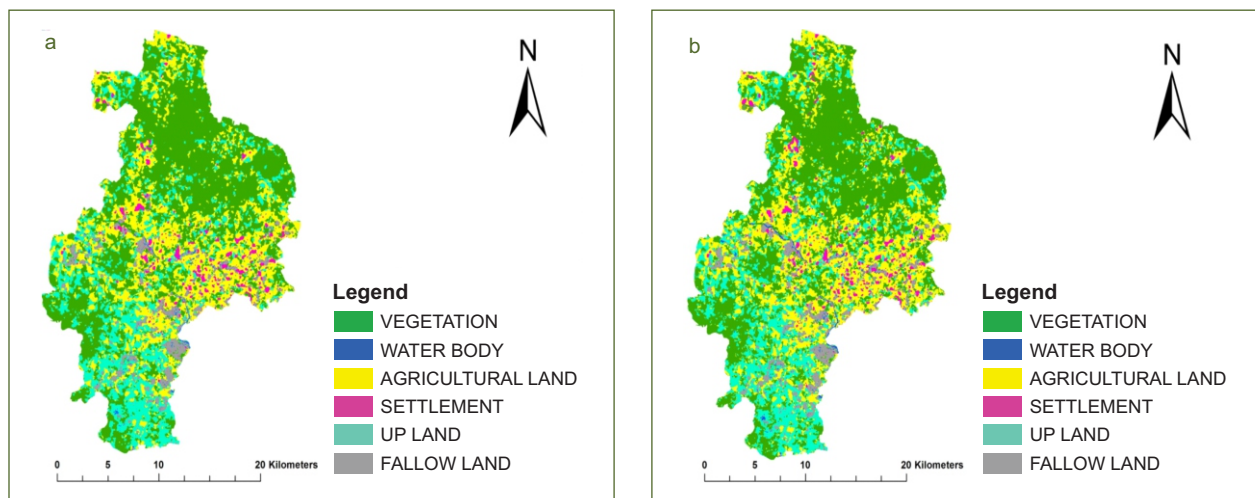 a
N
Legend
VEGETATION
WATER BODY
AGRICULTURAL LAND
SETTLEMENT
UP LAND
FALLOW LAND
0 5 10 20 Kilometers
b
N
Legend
VEGETATION
WATER BODY
AGRICULTURAL LAND
SETTLEMENT
UP LAND
FALLOW LAND
0 5 10 20 Kilometers